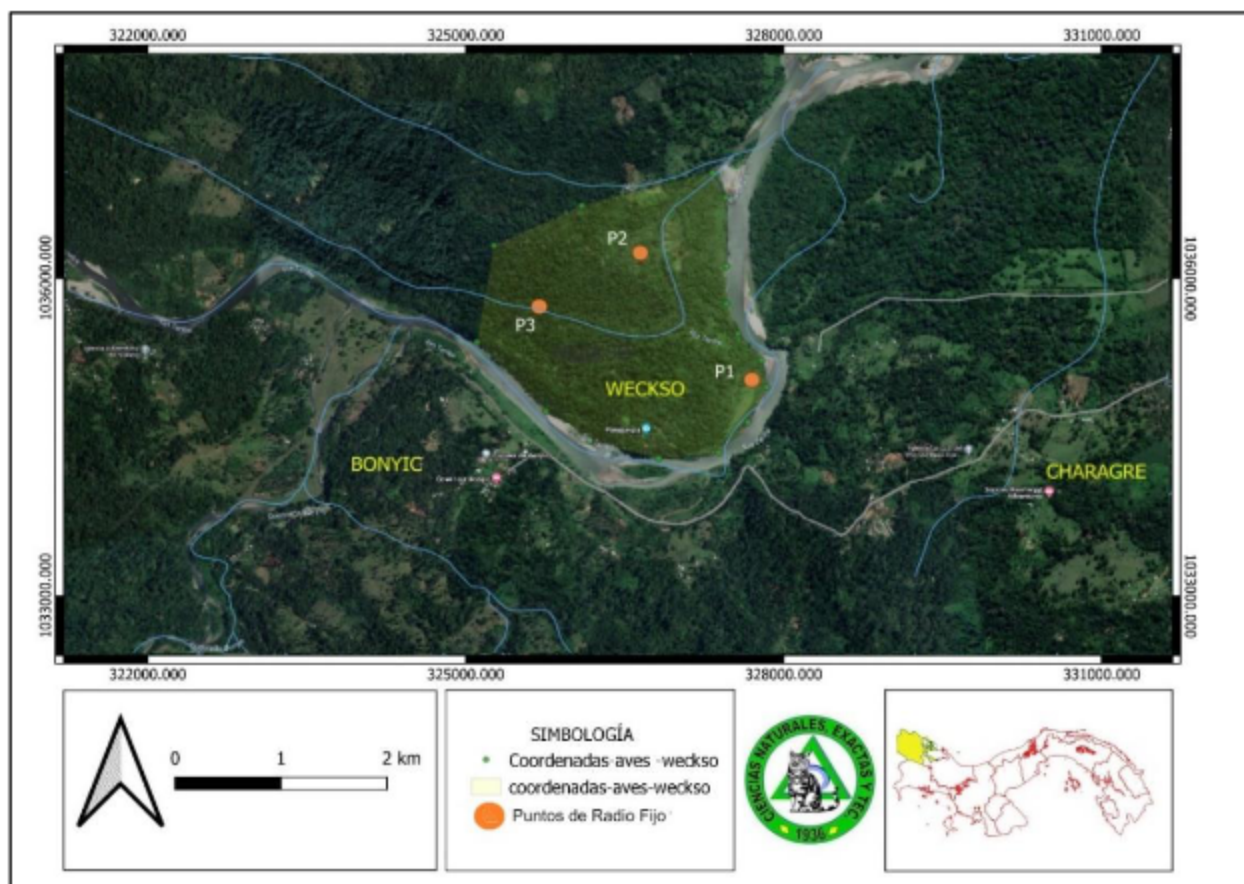 322000.000 325000.000 328000.000 331000.000
1036000.000
1036000.000
P2
P3
P1
WECKSO
BONYIC
CHARAGRE
1033000.000
1033000.000
322000.000 325000.000 328000.000 331000.000
0 1 2 km
SIMBOLOGÍA
Coordenadas-aves -weckso
coordenadas-aves-weckso
Puntos de Radio Fijo
CIENCIAS NATURALES, EXACTAS Y TEC.
1936